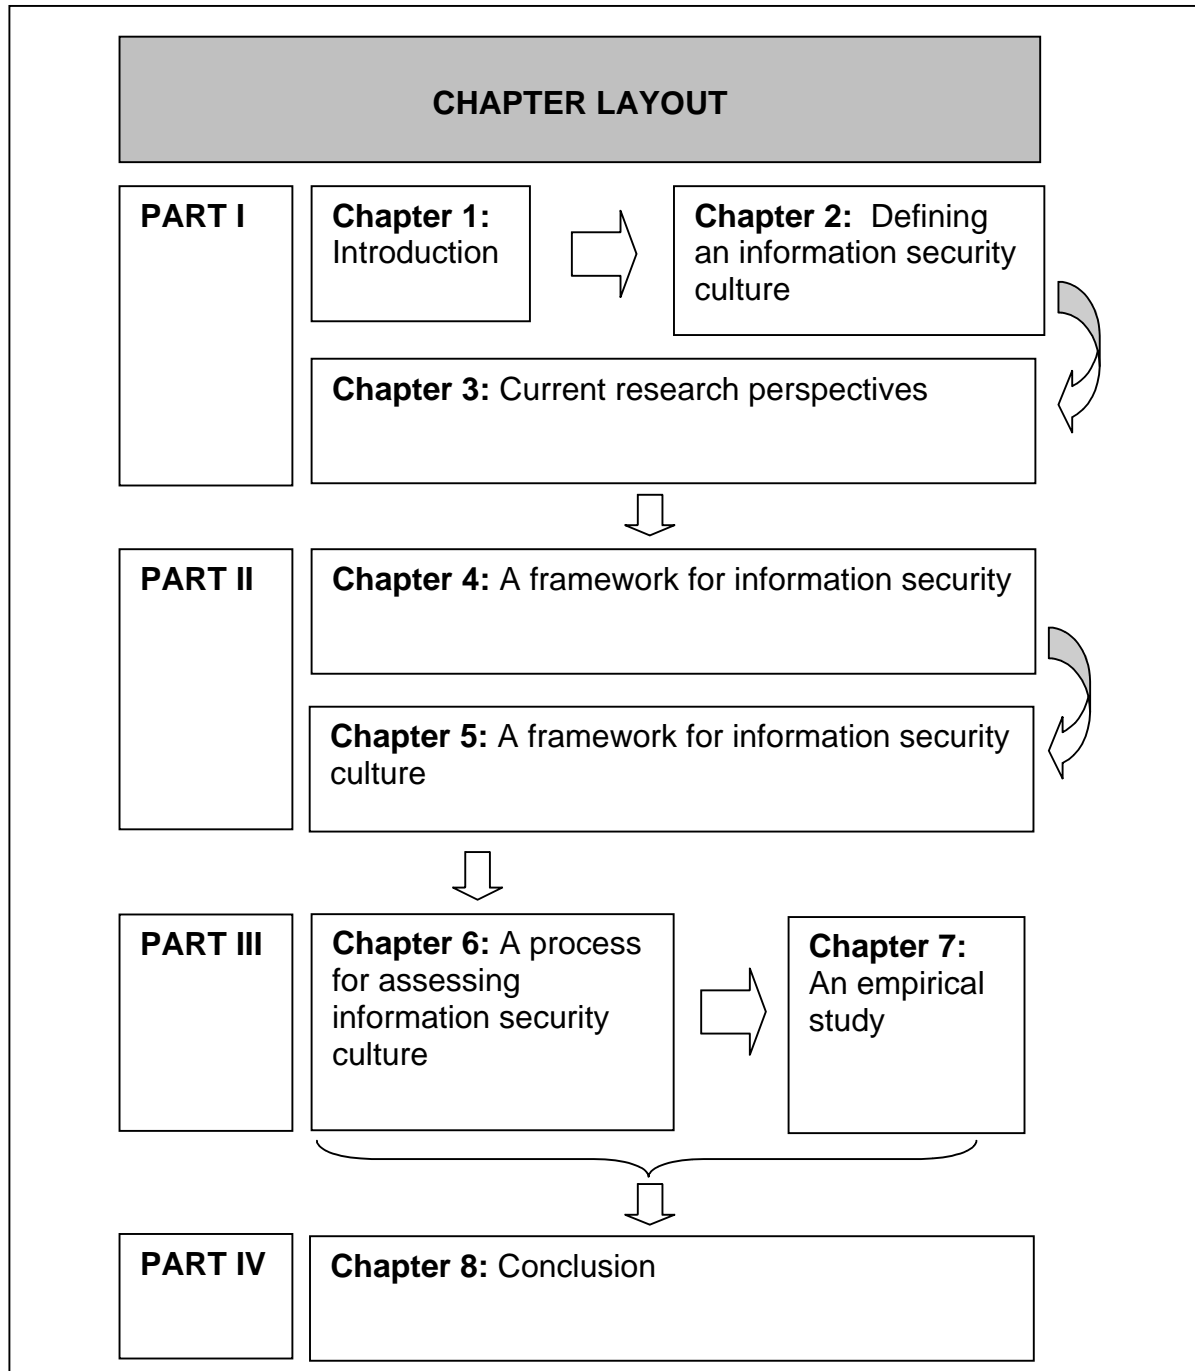 CHAPTER LAYOUT
PART I
Chapter 1:
Introduction
Chapter 2: Defining
an information security
culture
Chapter 3: Current research perspectives
PART II
Chapter 4: A framework for information security
Chapter 5: A framework for information security
culture
PART III
Chapter 6: A process
for assessing
information security
culture
Chapter 7:
An empirical
study
PART IV
Chapter 8: Conclusion